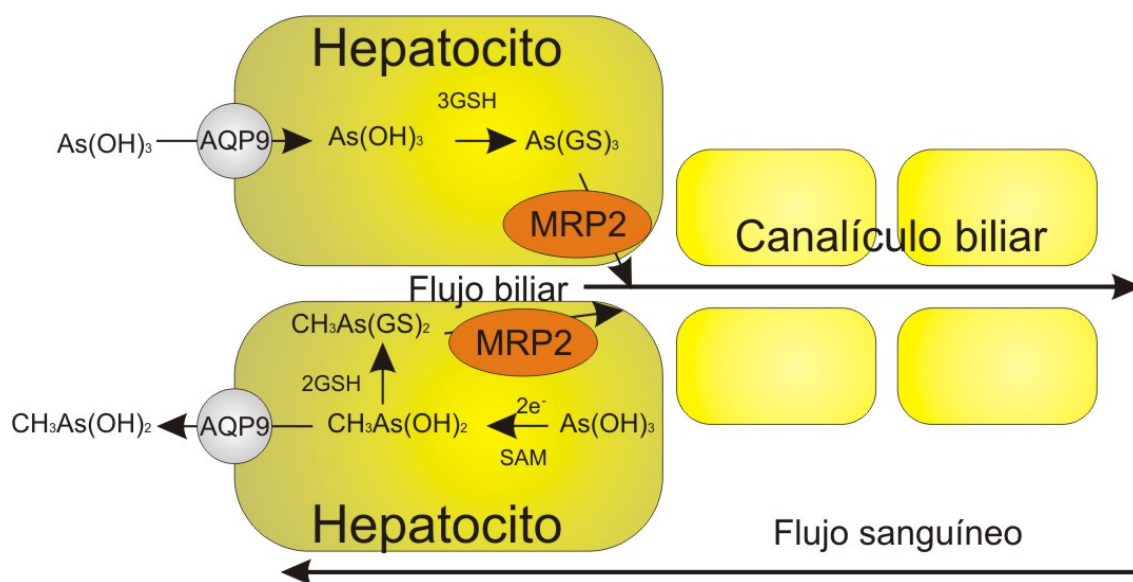 Hepatocito
3GSH
As(OH)₃ AQP9 As(OH)₃ As(GS)₃
MRP2
Canalículo biliar
Flujo biliar
CH₃As(GS)₂ MRP2
2GSH
CH₃As(OH)₂ AQP9 CH₃As(OH)₂ 2e⁻ As(OH)₃
SAM
Hepatocito
Flujo sanguíneo